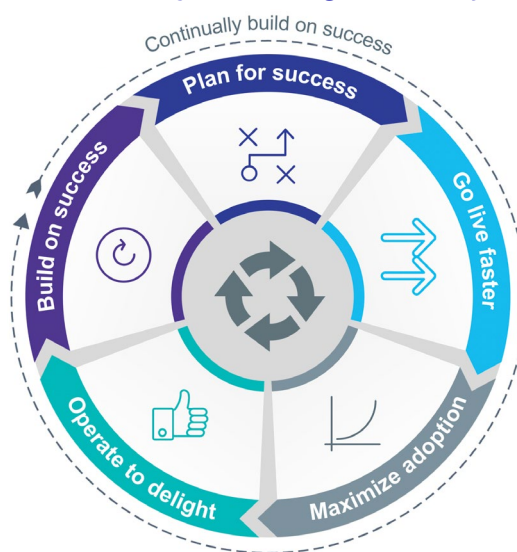 Continually build on success
Plan for success
Go live faster
Maximize adoption
Operate to delight
Build on success